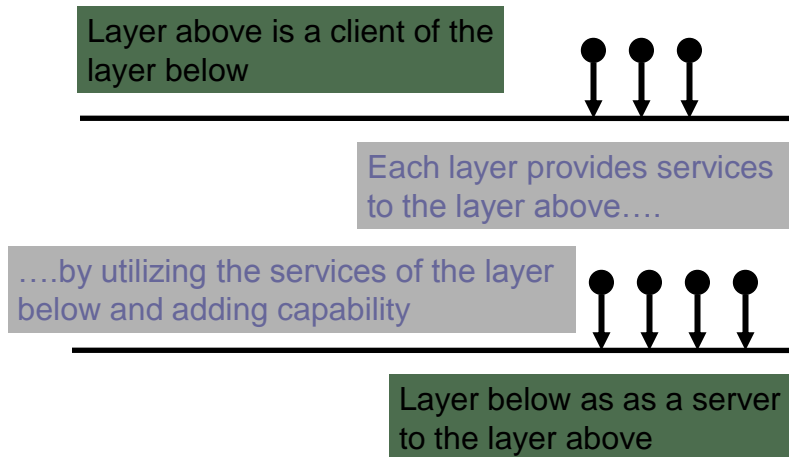 Layer above is a client of the
layer below
Each layer provides services
to the layer above….
….by utilizing the services of the layer
below and adding capability
Layer below as as a server
to the layer above